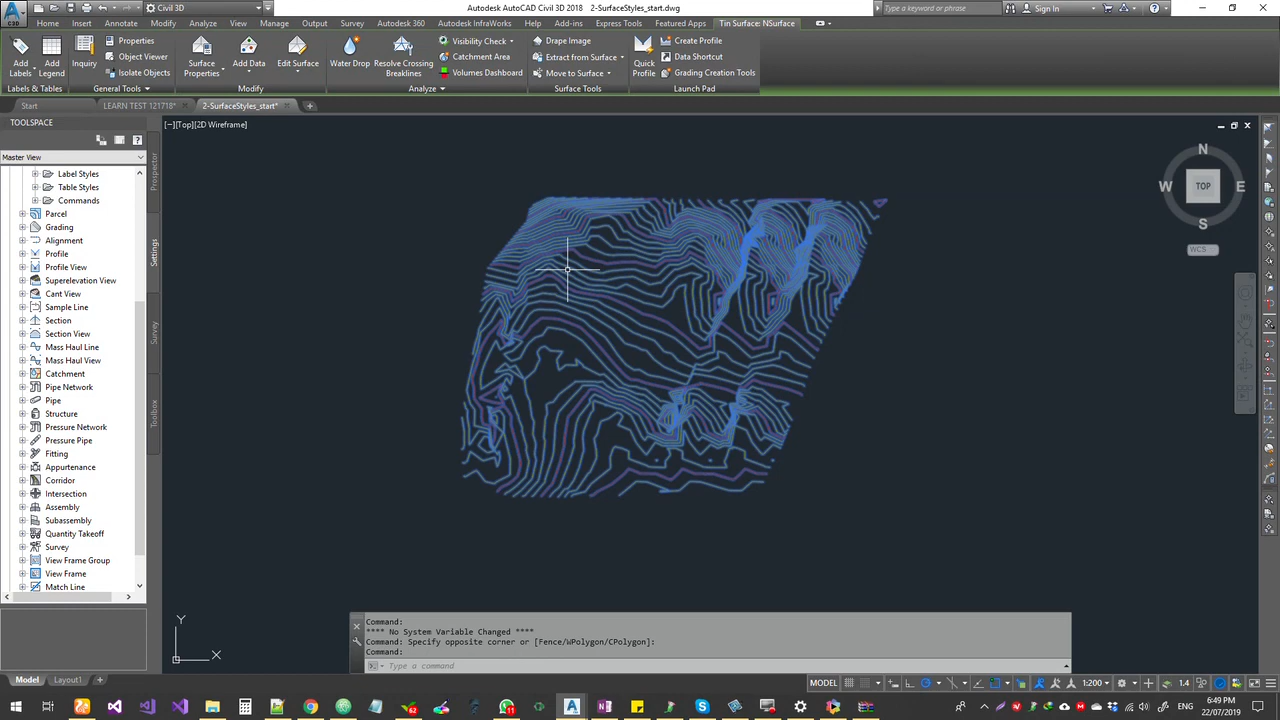 Civil 3D
Autodesk AutoCAD Civil 3D 2018 2-SurfaceStyles_start.dwg
Type a keyword or phrase
Sign In
Home Insert Annotate Modify Analyze View Manage Output Survey Autodesk 360 Autodesk InfraWorks Help Add-ins Express Tools Featured Apps Tin Surface: NSurface
Add Labels
Add Legend
Inquiry
Properties
Object Viewer
Isolate Objects
Surface Properties
Add Data
Edit Surface
Water Drop
Resolve Crossing Breaklines
Visibility Check
Catchment Area
Volumes Dashboard
Drape Image
Extract from Surface
Move to Surface
Quick Profile
Create Profile
Data Shortcut
Grading Creation Tools
Labels & Tables General Tools Modify Analyze Surface Tools Launch Pad
Start LEARN TEST 121718* 2-SurfaceStyles_start*
TOOLSPACE
Master View
Label Styles
Table Styles
Commands
Parcel
Grading
Alignment
Profile
Profile View
Superelevation View
Cant View
Sample Line
Section
Section View
Mass Haul Line
Mass Haul View
Catchment
Pipe Network
Pipe
Structure
Pressure Network
Pressure Pipe
Fitting
Appurtenance
Corridor
Intersection
Assembly
Subassembly
Quantity Takeoff
Survey
View Frame Group
View Frame
Match Line
Prospector
Settings
Survey
Toolbox
[−][Top][2D Wireframe]
N
W TOP E
S
WCS
Y
X
Command:
**** No System Variable Changed ****
Command: Specify opposite corner or [Fence/WPolygon/CPolygon]:
Command:
Type a command
Model Layout1
MODEL 1:200 1.4
62
11
6:49 PM
22/07/2019